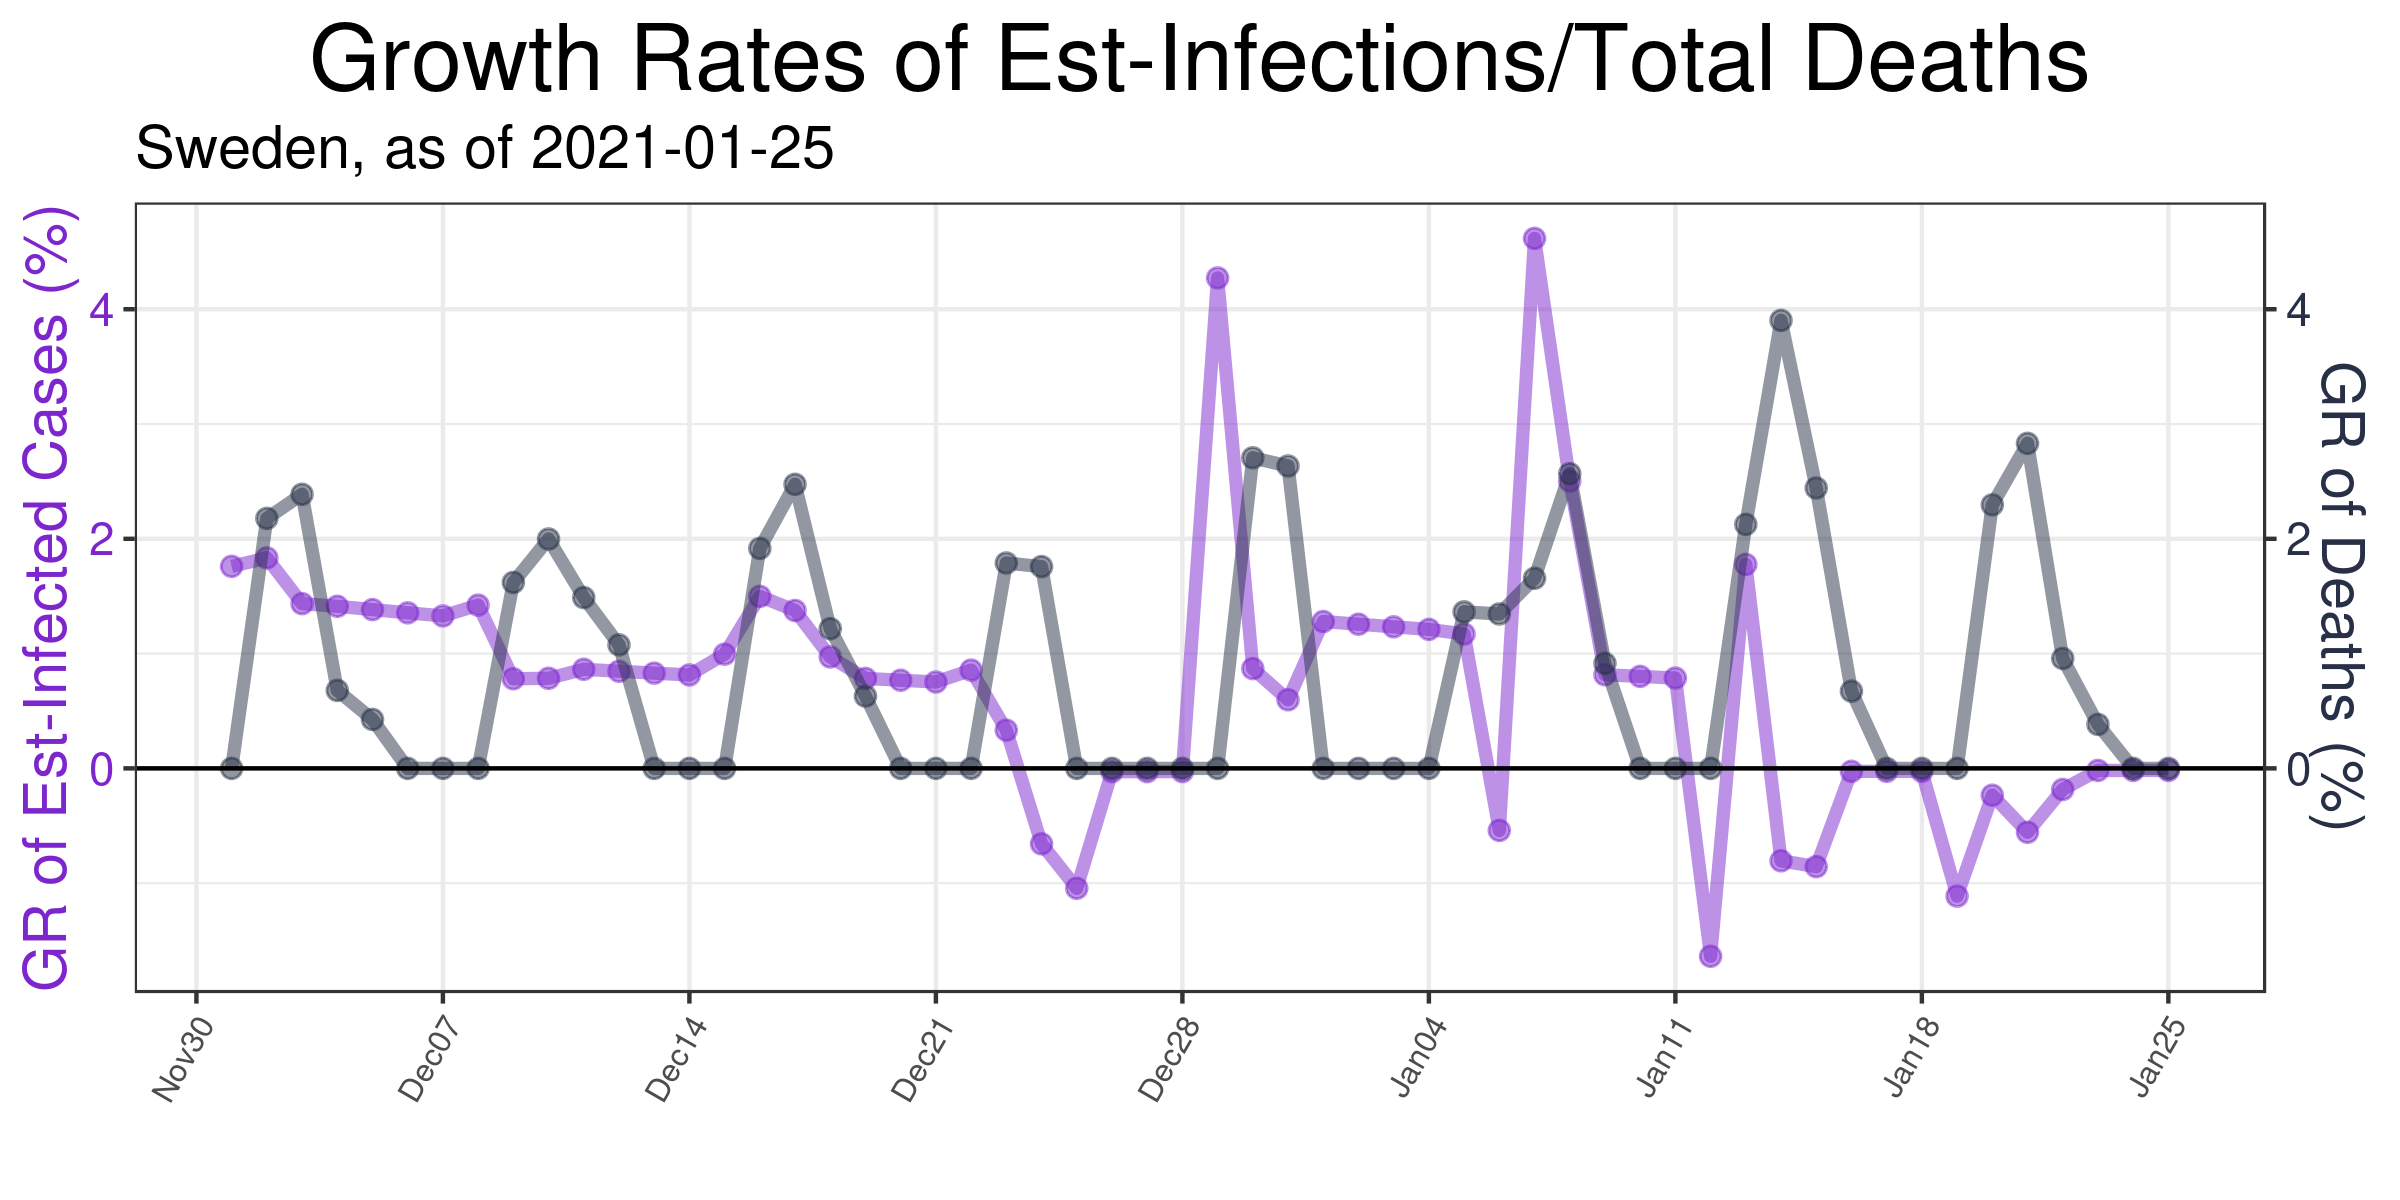 Growth Rates of Est-Infections/Total Deaths
Sweden, as of 2021-01-25
GR of Est-Infected Cases (%)
4
2
0
4
2
0
GR of Deaths (%)
Nov30
Dec07
Dec14
Dec21
Dec28
Jan04
Jan11
Jan18
Jan25